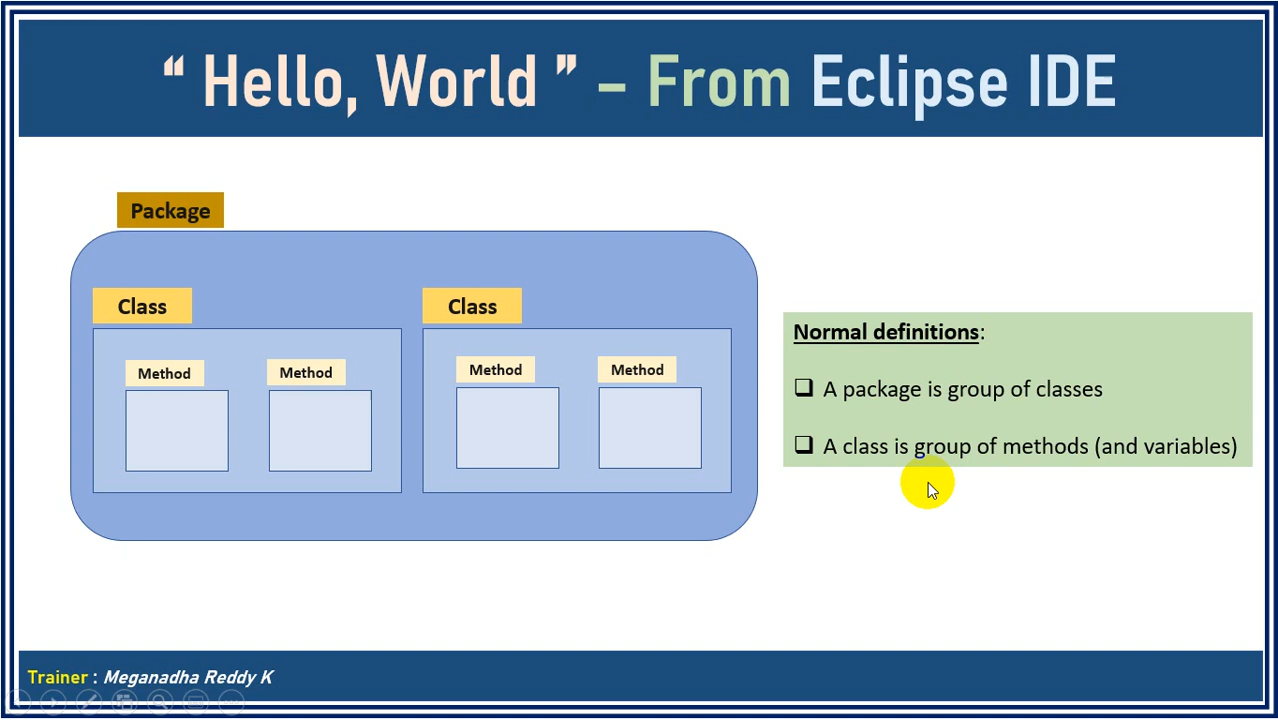 “ Hello, World ” – From Eclipse IDE
Package
Class
Class
Method
Method
Method
Method
Normal definitions:
❑ A package is group of classes
❑ A class is group of methods (and variables)
Trainer : Meganadha Reddy K